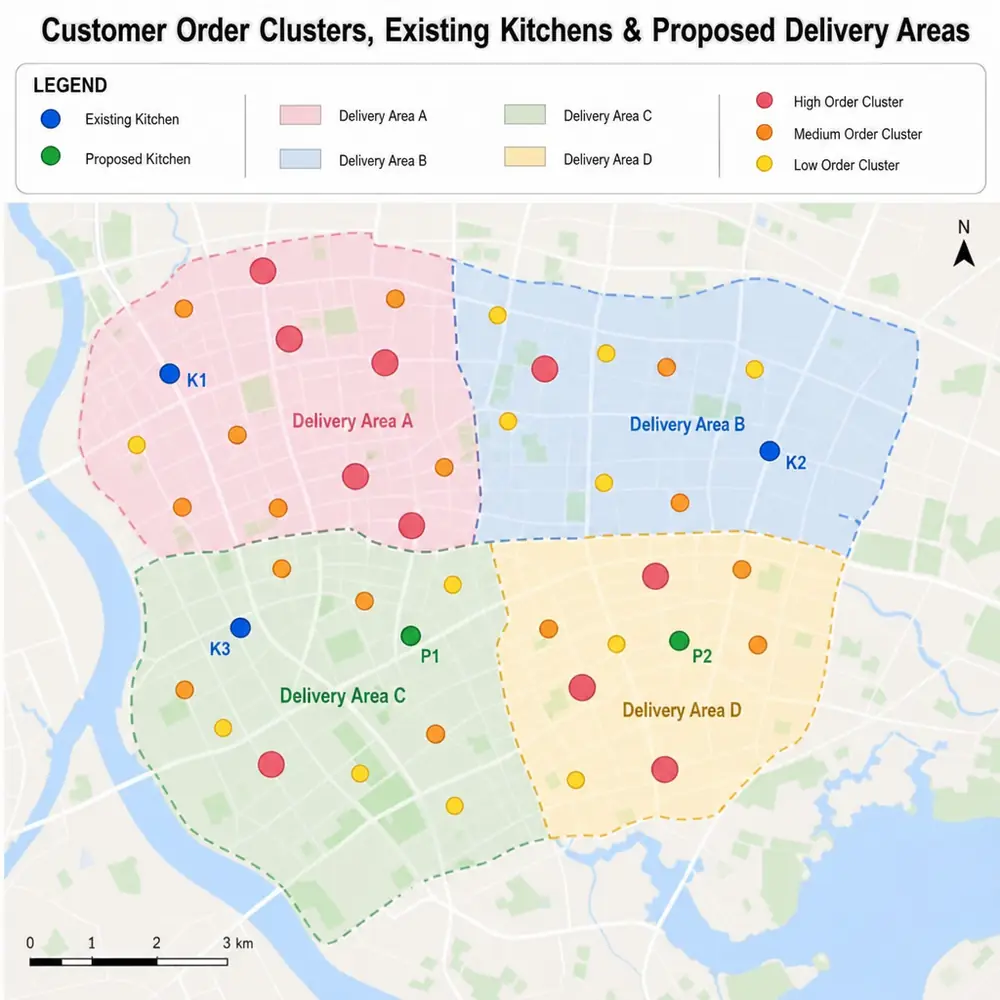 Customer Order Clusters, Existing Kitchens & Proposed Delivery Areas
LEGEND
Existing Kitchen
Proposed Kitchen
Delivery Area A
Delivery Area B
Delivery Area C
Delivery Area D
High Order Cluster
Medium Order Cluster
Low Order Cluster
N
K1
Delivery Area A
Delivery Area B
K2
K3
P1
P2
Delivery Area C
Delivery Area D
0 1 2 3 km